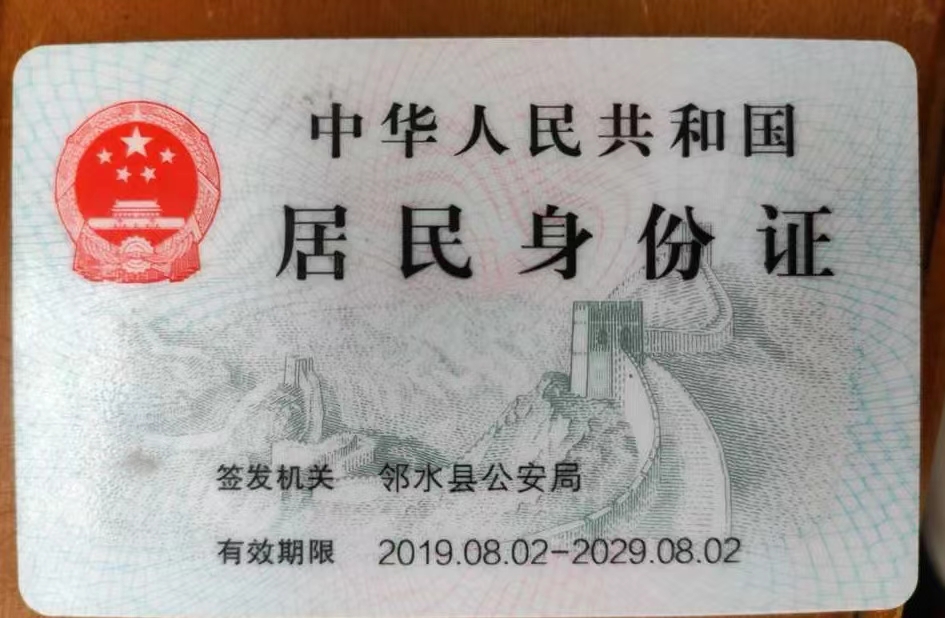 中华人民共和国
居民身份证
签发机关 邻水县公安局
有效期限 2019.08.02-2029.08.02